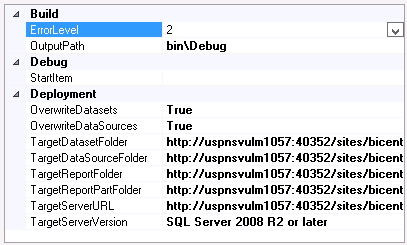 Build
ErrorLevel 2
OutputPath bin\Debug
Debug
StartItem
Deployment
OverwriteDatasets True
OverwriteDataSources True
TargetDatasetFolder http://uspnsvulm1057:40352/sites/bicent
TargetDataSourceFolder http://uspnsvulm1057:40352/sites/bicent
TargetReportFolder http://uspnsvulm1057:40352/sites/bicent
TargetReportPartFolder http://uspnsvulm1057:40352/sites/bicent
TargetServerURL http://uspnsvulm1057:40352/sites/bicent
TargetServerVersion SQL Server 2008 R2 or later